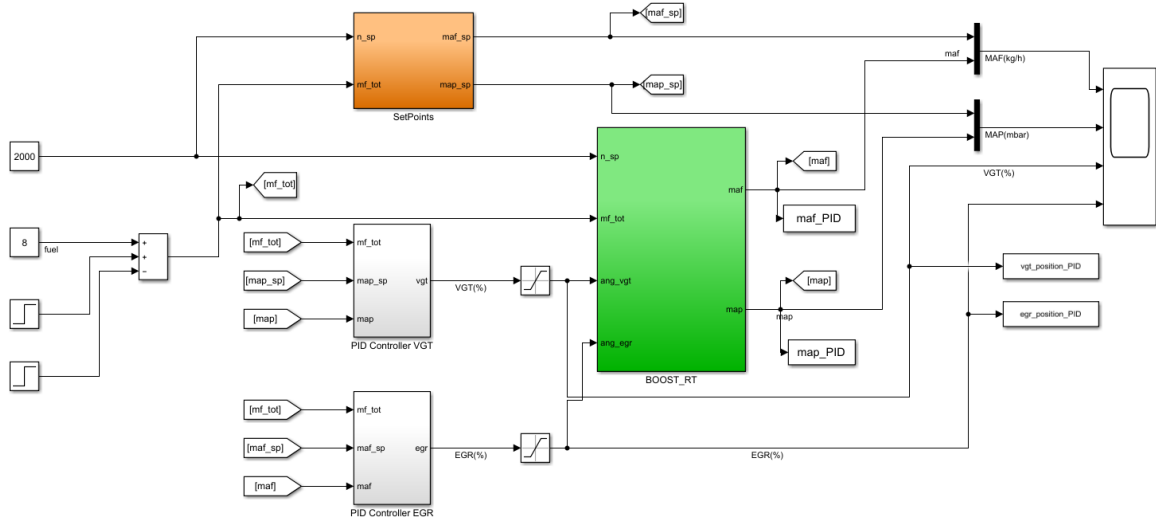 [maf_sp]
n_sp
maf_sp
maf
MAF(kg/h)
mf_tot
map_sp
[map_sp]
SetPoints
MAP(mbar)
2000
n_sp
[maf]
VGT(%)
maf
[mf_tot]
maf_PID
mf_tot
8
fuel
+
+
−
[mf_tot]
mf_tot
[map_sp]
map_sp
vgt
VGT(%)
ang_vgt
[map]
vgt_position_PID
[map]
map
map
map
egr_position_PID
PID Controller VGT
ang_egr
map_PID
BOOST_RT
[mf_tot]
mf_tot
[maf_sp]
maf_sp
egr
EGR(%)
EGR(%)
[maf]
maf
PID Controller EGR